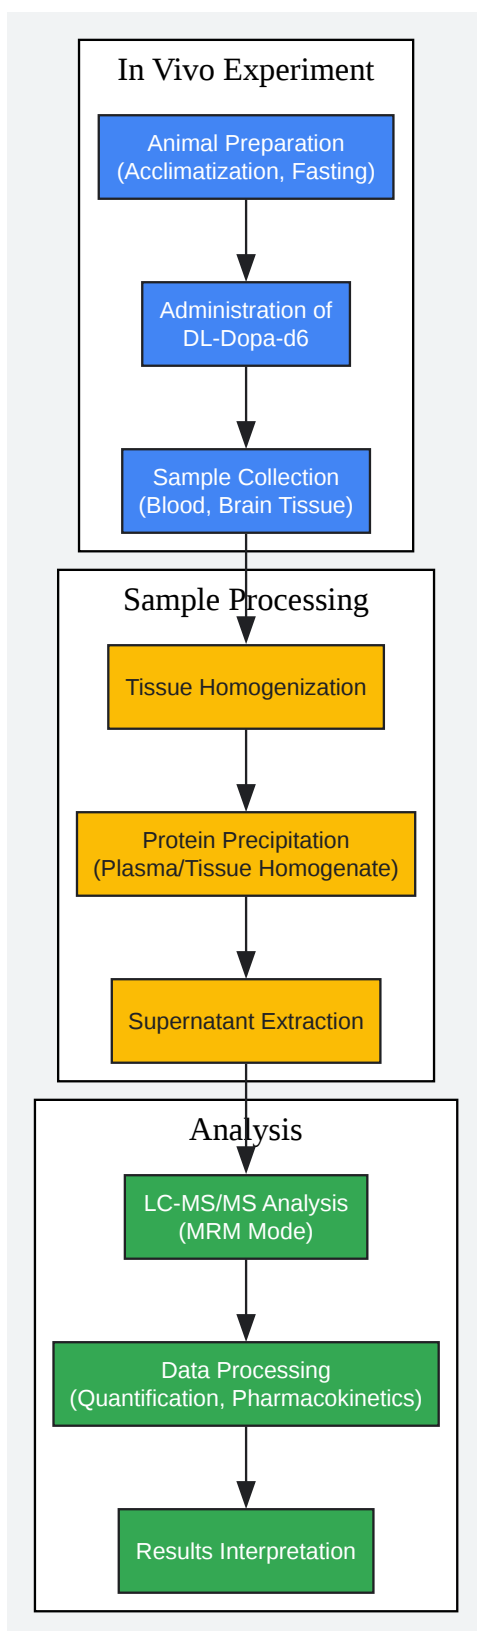 In Vivo Experiment
Animal Preparation
(Acclimatization, Fasting)
Administration of
DL-Dopa-d6
Sample Collection
(Blood, Brain Tissue)
Sample Processing
Tissue Homogenization
Protein Precipitation
(Plasma/Tissue Homogenate)
Supernatant Extraction
Analysis
LC-MS/MS Analysis
(MRM Mode)
Data Processing
(Quantification, Pharmacokinetics)
Results Interpretation